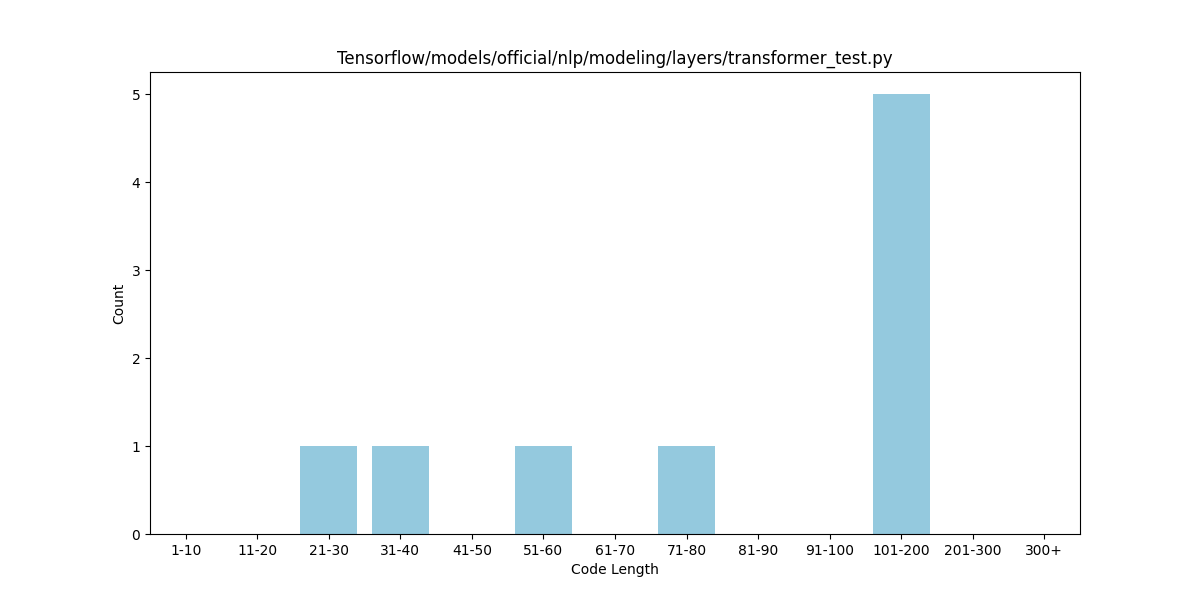 Tensorflow/models/official/nlp/modeling/layers/transformer_test.py
5
4
3
2
1
0
Count
1-10 11-20 21-30 31-40 41-50 51-60 61-70 71-80 81-90 91-100 101-200 201-300 300+
Code Length